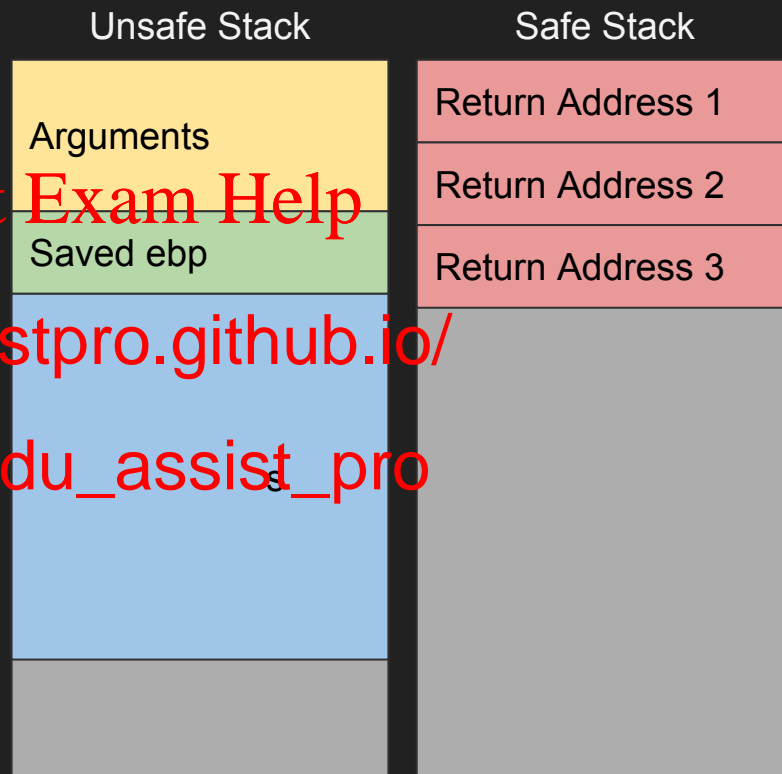 Unsafe Stack
Safe Stack
Arguments
Return Address 1
Exam Help
Return Address 2
Saved ebp
Return Address 3
stpro.github.io/
du_assist_pro
s